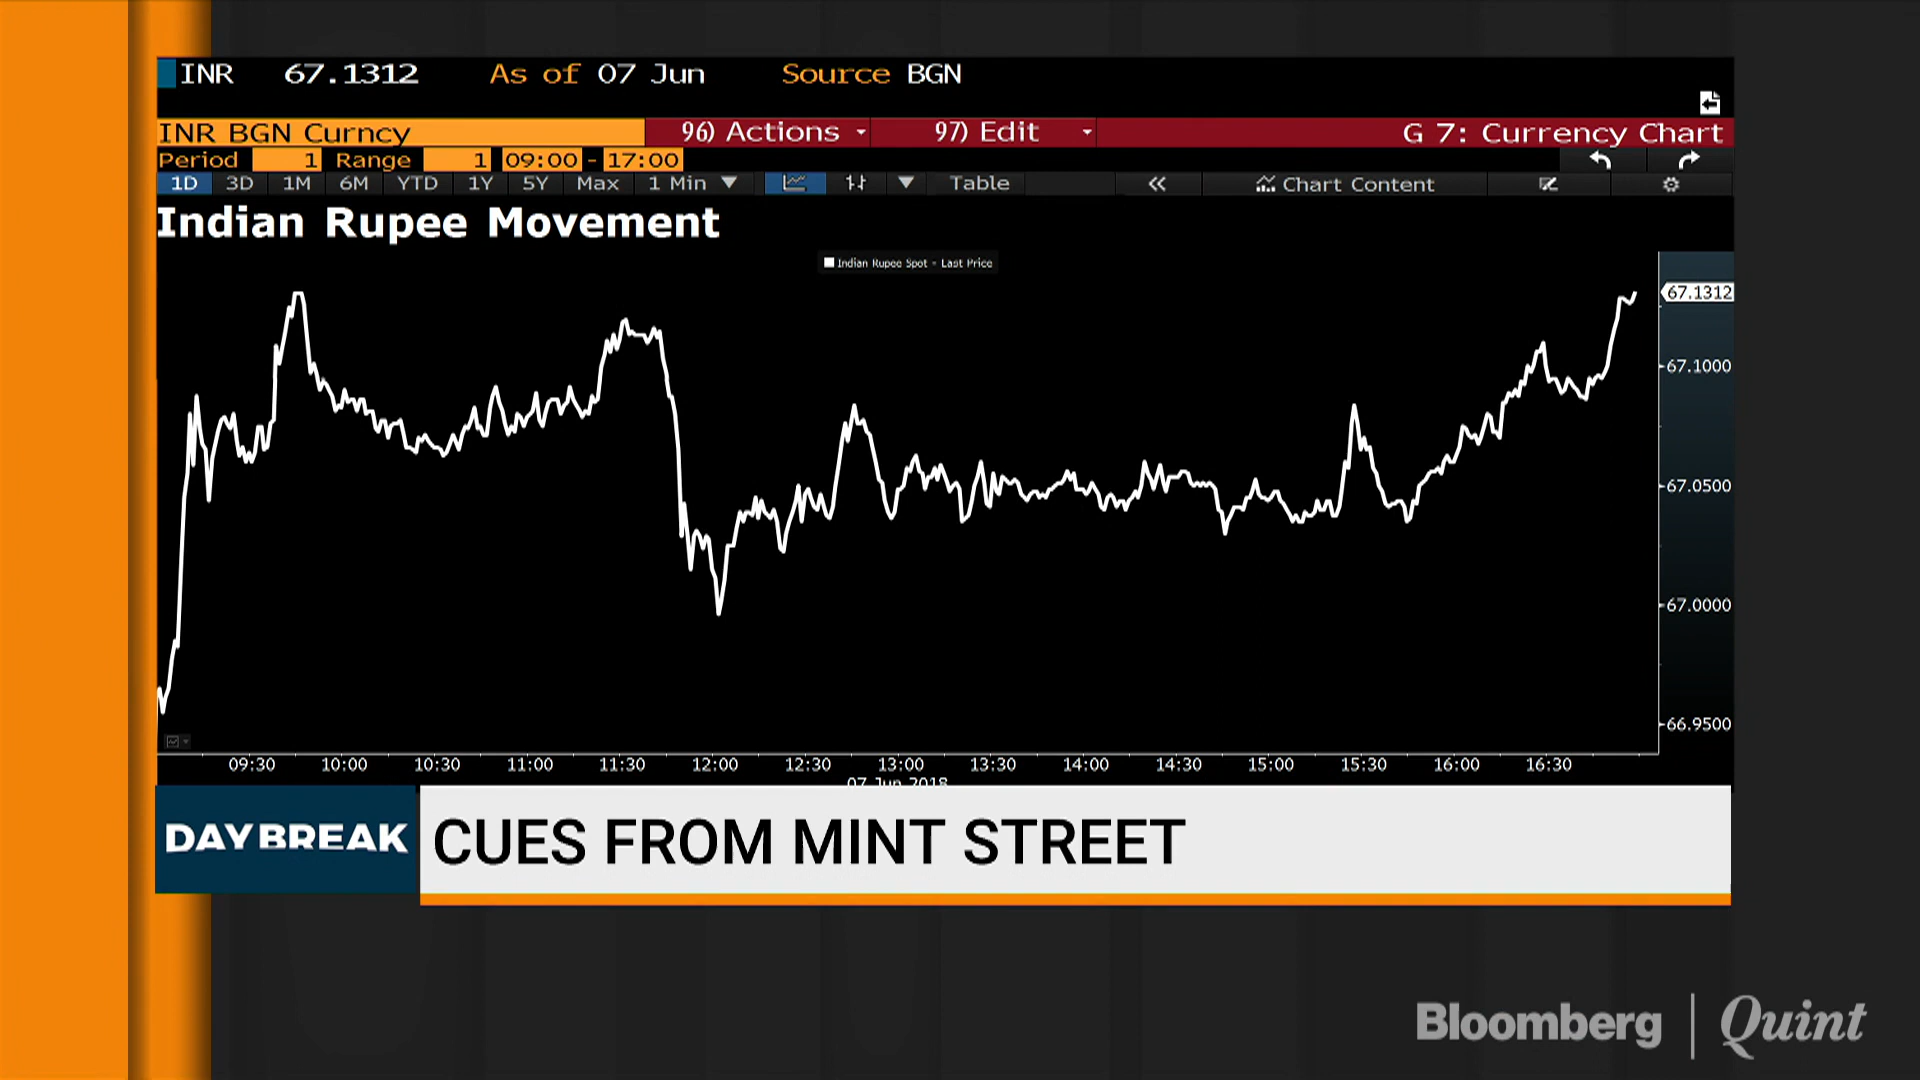 INR 67.1312 As of 07 Jun Source BGN
INR BGN Curncy 96) Actions 97) Edit G 7: Currency Chart
Period 1 Range 1 09:00 - 17:00
1D 3D 1M 6M YTD 1Y 5Y Max 1 Min Table Chart Content
Indian Rupee Movement
Indian Rupee Spot - Last Price
67.1312
67.1000
67.0500
67.0000
66.9500
09:30 10:00 10:30 11:00 11:30 12:00 12:30 13:00 13:30 14:00 14:30 15:00 15:30 16:00 16:30
07 Jun 2018
DAYBREAK CUES FROM MINT STREET
Bloomberg | Quint